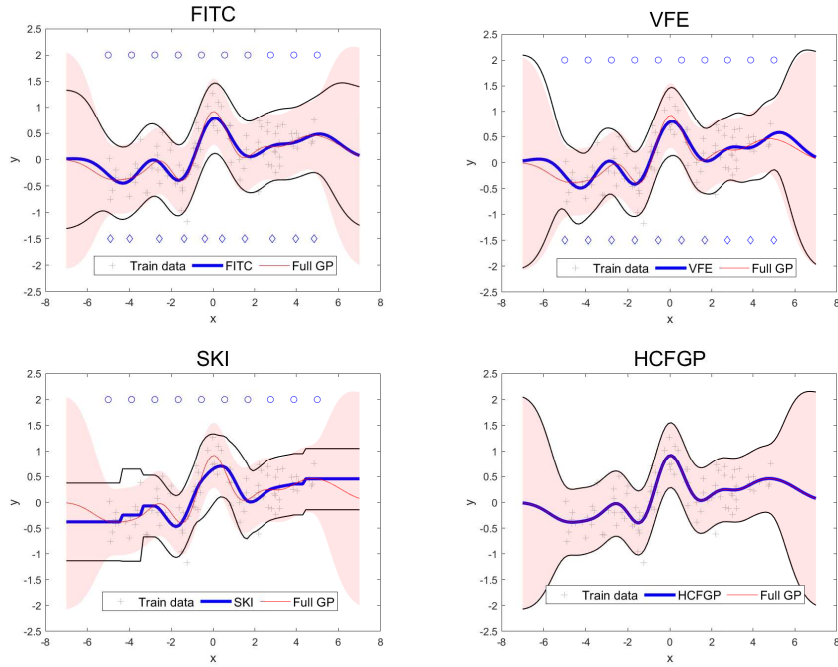 FITC
2.5
2
1.5
1
0.5
0
-0.5
-1
-1.5
-2
-2.5
y
Train data FITC Full GP
-8 -6 -4 -2 0 2 4 6 8
x
VFE
2.5
2
1.5
1
0.5
0
-0.5
-1
-1.5
-2
-2.5
y
Train data VFE Full GP
-8 -6 -4 -2 0 2 4 6 8
x
SKI
2.5
2
1.5
1
0.5
0
-0.5
-1
-1.5
-2
-2.5
y
Train data SKI Full GP
-8 -6 -4 -2 0 2 4 6 8
x
HCFGP
2.5
2
1.5
1
0.5
0
-0.5
-1
-1.5
-2
-2.5
y
Train data HCFGP Full GP
-8 -6 -4 -2 0 2 4 6 8
x